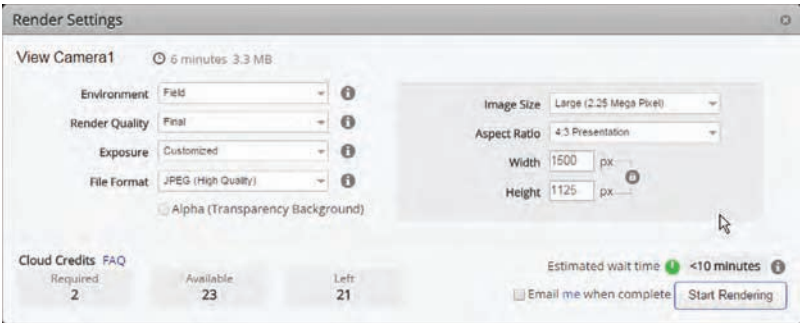 Render Settings
View Camera1 6 minutes 3.3 MB
Environment Field
Render Quality Final
Exposure Customized
File Format JPEG (High Quality)
Alpha (Transparency Background)
Image Size Large (2.25 Mega Pixel)
Aspect Ratio 4:3 Presentation
Width 1500 px
Height 1125 px
Cloud Credits FAQ
Required Available Left
2 23 21
Estimated wait time <10 minutes
Email me when complete Start Rendering